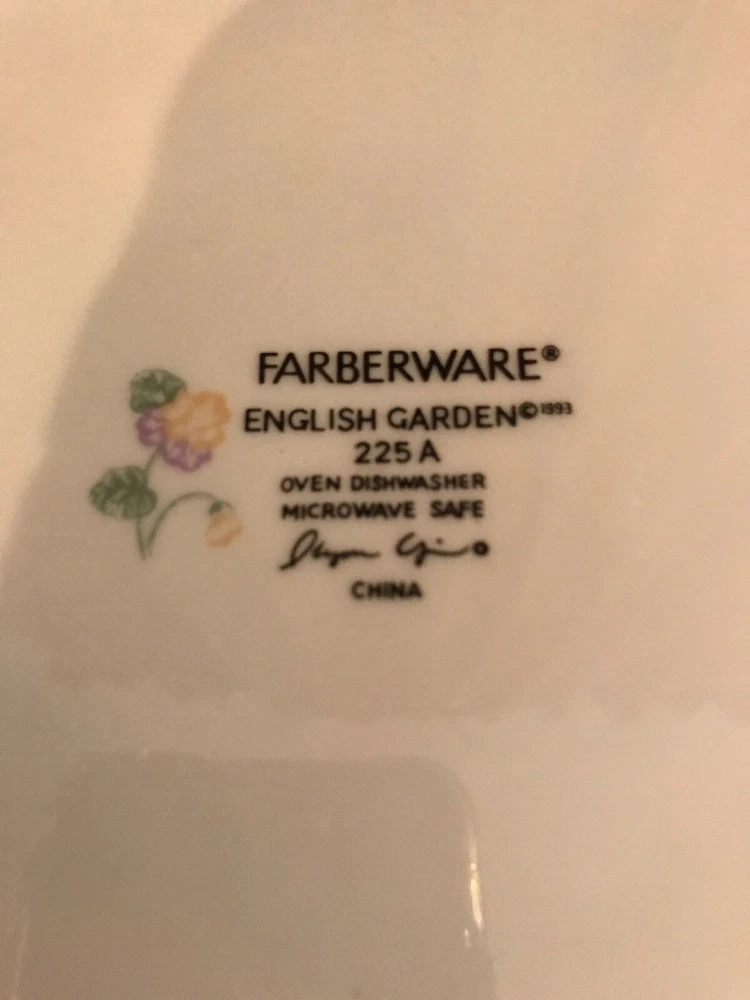 FARBERWARE®
ENGLISH GARDEN©1993
225 A
OVEN DISHWASHER
MICROWAVE SAFE
CHINA